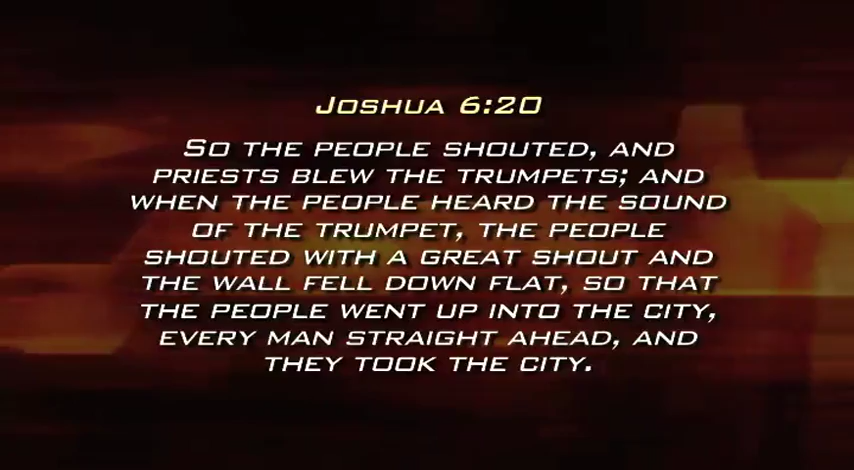 Joshua 6:20
So the people shouted, and
priests blew the trumpets; and
when the people heard the sound
of the trumpet, the people
shouted with a great shout and
the wall fell down flat, so that
the people went up into the city,
every man straight ahead, and
they took the city.